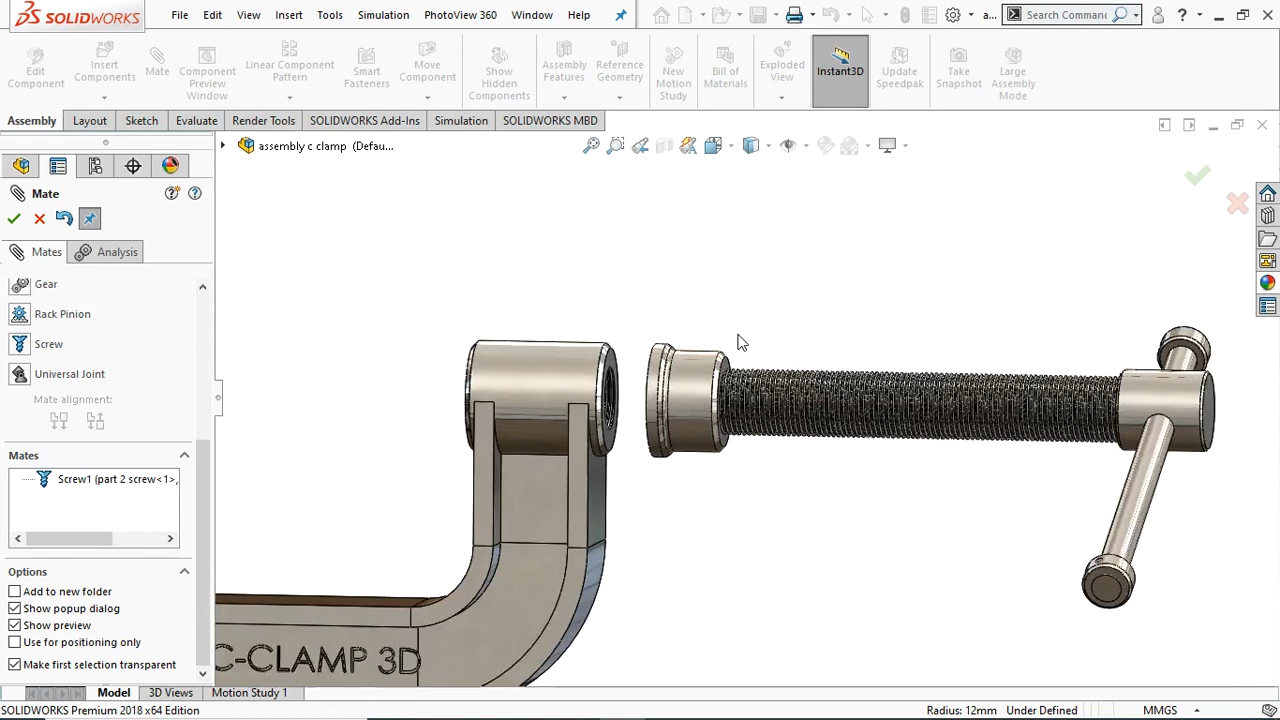 SOLIDWORKS
File Edit View Insert Tools Simulation PhotoView 360 Window Help
a...
Search Comman
?
Edit Component
Insert Components
Mate
Component Preview Window
Linear Component Pattern
Smart Fasteners
Move Component
Show Hidden Components
Assembly Features
Reference Geometry
New Motion Study
Bill of Materials
Exploded View
Instant3D
Update Speedpak
Take Snapshot
Large Assembly Mode
Assembly Layout Sketch Evaluate Render Tools SOLIDWORKS Add-Ins Simulation SOLIDWORKS MBD
assembly c clamp (Defau...
Mate
Mates Analysis
Gear
Rack Pinion
Screw
Universal Joint
Mate alignment:
Mates
Screw1 (part 2 screw<1>,
Options
Add to new folder
Show popup dialog
Show preview
Use for positioning only
Make first selection transparent
C-CLAMP 3D
Model 3D Views Motion Study 1
SOLIDWORKS Premium 2018 x64 Edition
Radius: 12mm Under Defined MMGS